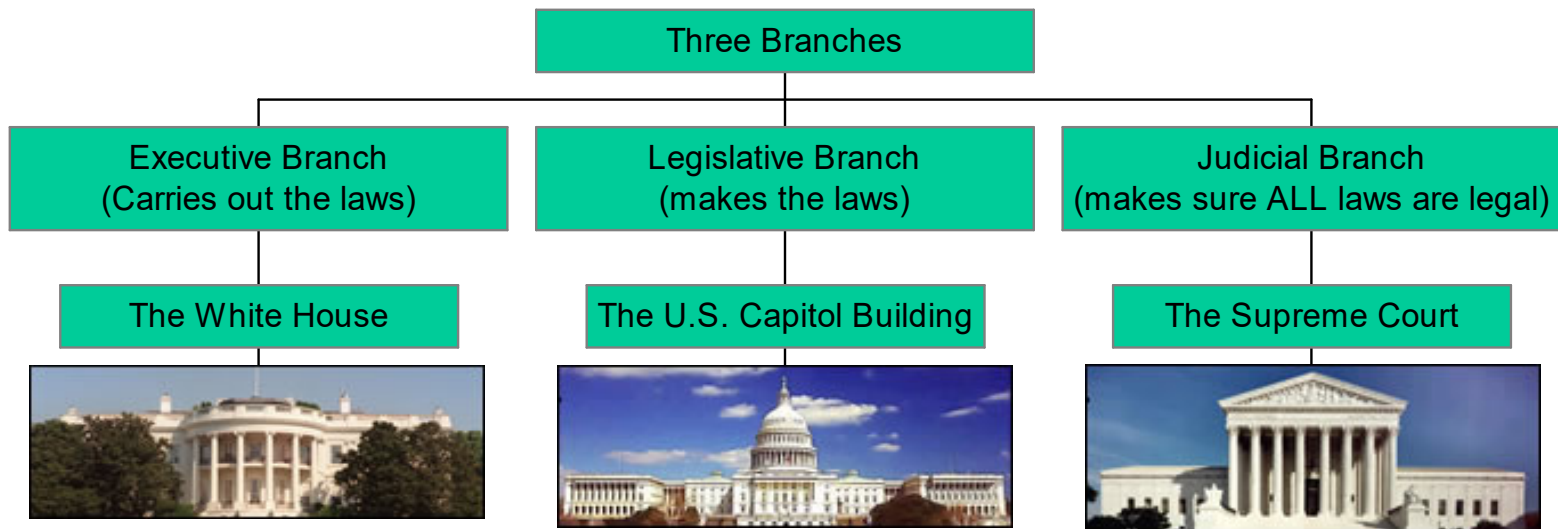 Three Branches
Executive Branch
(Carries out the laws)
Legislative Branch
(makes the laws)
Judicial Branch
(makes sure ALL laws are legal)
The White House
The U.S. Capitol Building
The Supreme Court